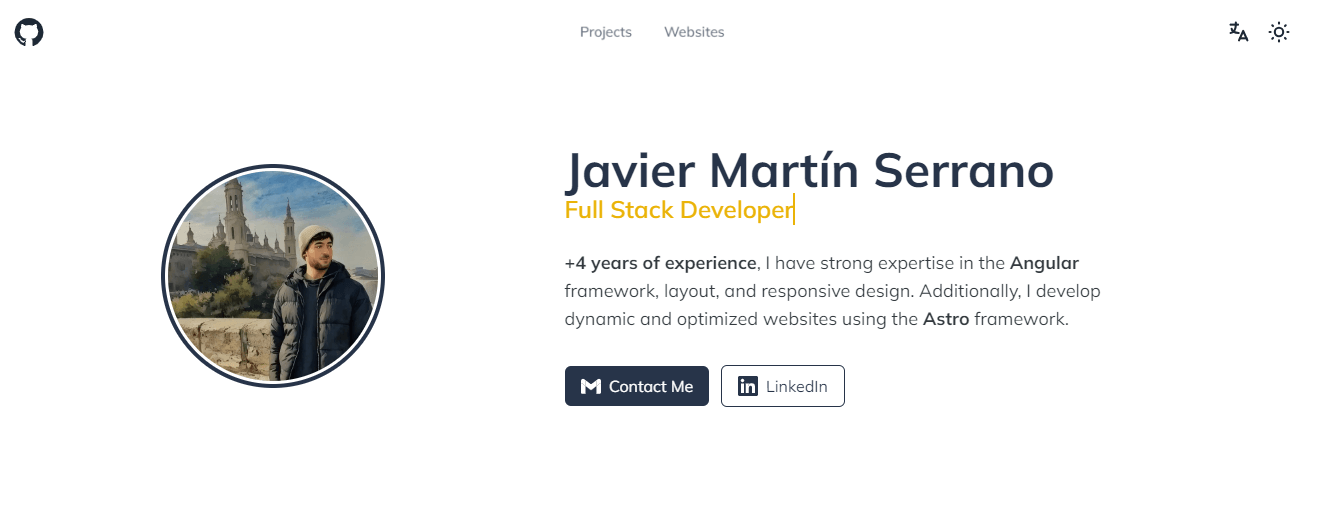 Projects Websites
Javier Martín Serrano
Full Stack Developer
+4 years of experience, I have strong expertise in the Angular
framework, layout, and responsive design. Additionally, I develop
dynamic and optimized websites using the Astro framework.
Contact Me LinkedIn